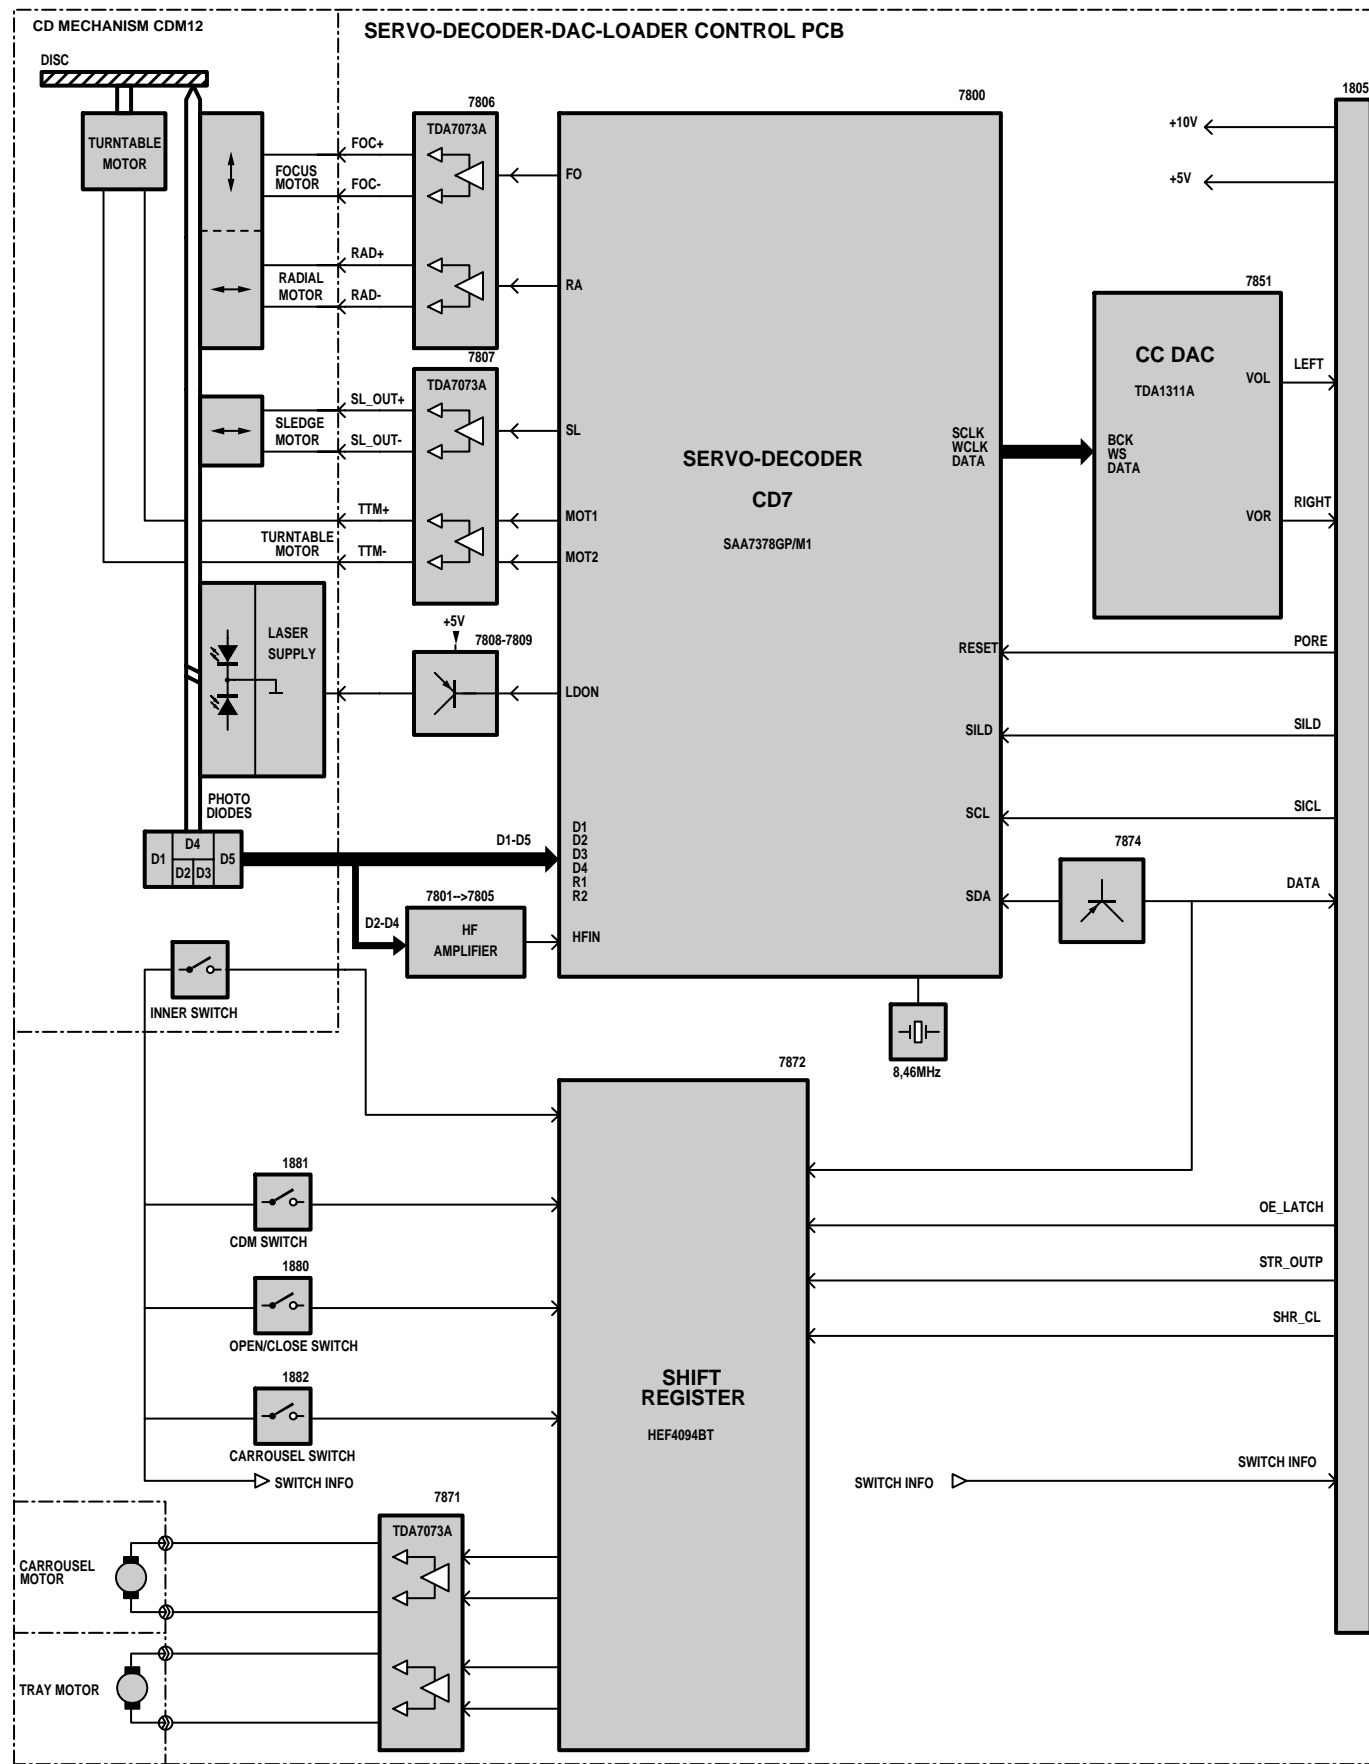 CD MECHANISM CDM12
SERVO-DECODER-DAC-LOADER CONTROL PCB
DISC
TURNTABLE
MOTOR
FOCUS
MOTOR
FOC+
FOC-
RADIAL
MOTOR
RAD+
RAD-
7806
TDA7073A
7807
TDA7073A
SLEDGE
MOTOR
SL_OUT+
SL_OUT-
TURNTABLE
MOTOR
TTM+
TTM-
LASER
SUPPLY
+5V
7808-7809
PHOTO
DIODES
D1
D4
D2
D3
D5
D1-D5
D2-D4
7801-->7805
HF
AMPLIFIER
7800
FO
RA
SL
MOT1
MOT2
LDON
D1
D2
D3
D4
R1
R2
HFIN
SERVO-DECODER
CD7
SAA7378GP/M1
SCLK
WCLK
DATA
RESET
SILD
SCL
SDA
8,46MHz
7851
CC DAC
TDA1311A
BCK
WS
DATA
VOL
VOR
1805
+10V
+5V
LEFT
RIGHT
PORE
SILD
SICL
7874
DATA
INNER SWITCH
1881
CDM SWITCH
1880
OPEN/CLOSE SWITCH
1882
CARROUSEL SWITCH
SWITCH INFO
7872
SHIFT
REGISTER
HEF4094BT
OE_LATCH
STR_OUTP
SHR_CL
SWITCH INFO
SWITCH INFO
7871
TDA7073A
CARROUSEL
MOTOR
TRAY MOTOR